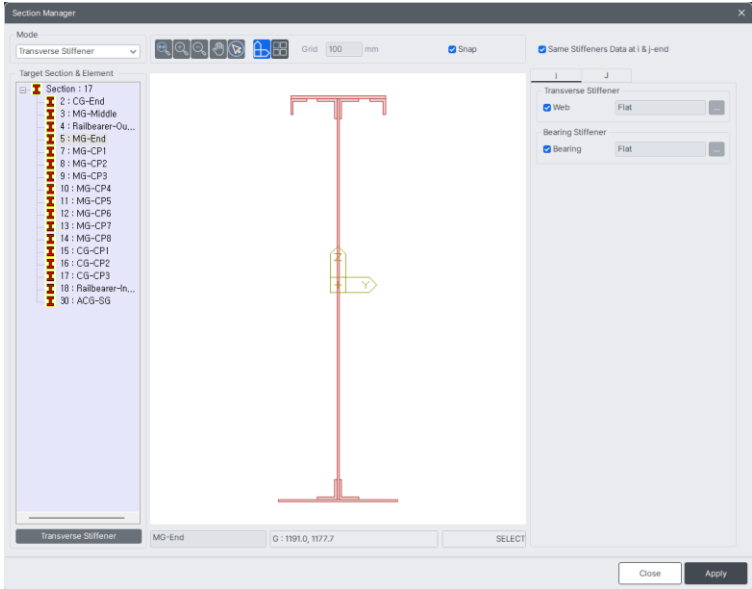 Section Manager
Mode
Transverse Stiffener
Grid 100 mm
Snap
Same Stiffeners Data at i & j-end
Target Section & Element
Section : 17
2 : CG-End
3 : MG-Middle
4 : Railbearer-Ou...
5 : MG-End
7 : MG-CP1
8 : MG-CP2
9 : MG-CP3
10 : MG-CP4
11 : MG-CP5
12 : MG-CP6
13 : MG-CP7
14 : MG-CP8
15 : CG-CP1
16 : CG-CP2
17 : CG-CP3
18 : Railbearer-In...
30 : ACG-SG
Transverse Stiffener
Z
Y
MG-End
G : 1191.0, 1177.7
SELECT
I J
Transverse Stiffener
Web Flat ...
Bearing Stiffener
Bearing Flat ...
Close Apply